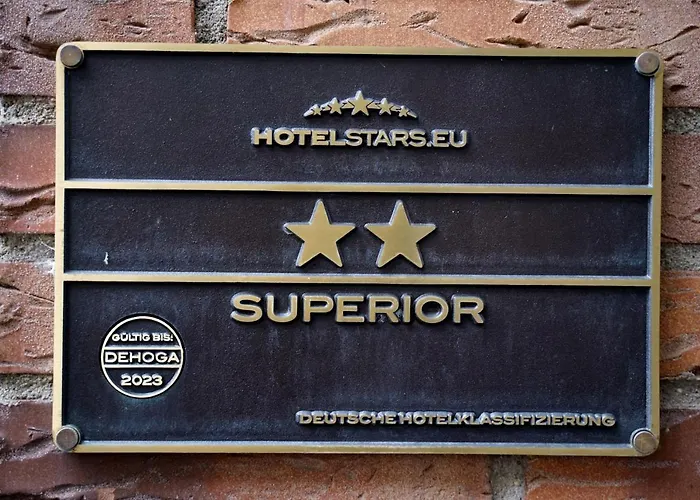 HOTELSTARS.EU
SUPERIOR
GÜLTIG BIS:
DEHOGA
2023
DEUTSCHE HOTELKLASSIFIZIERUNG